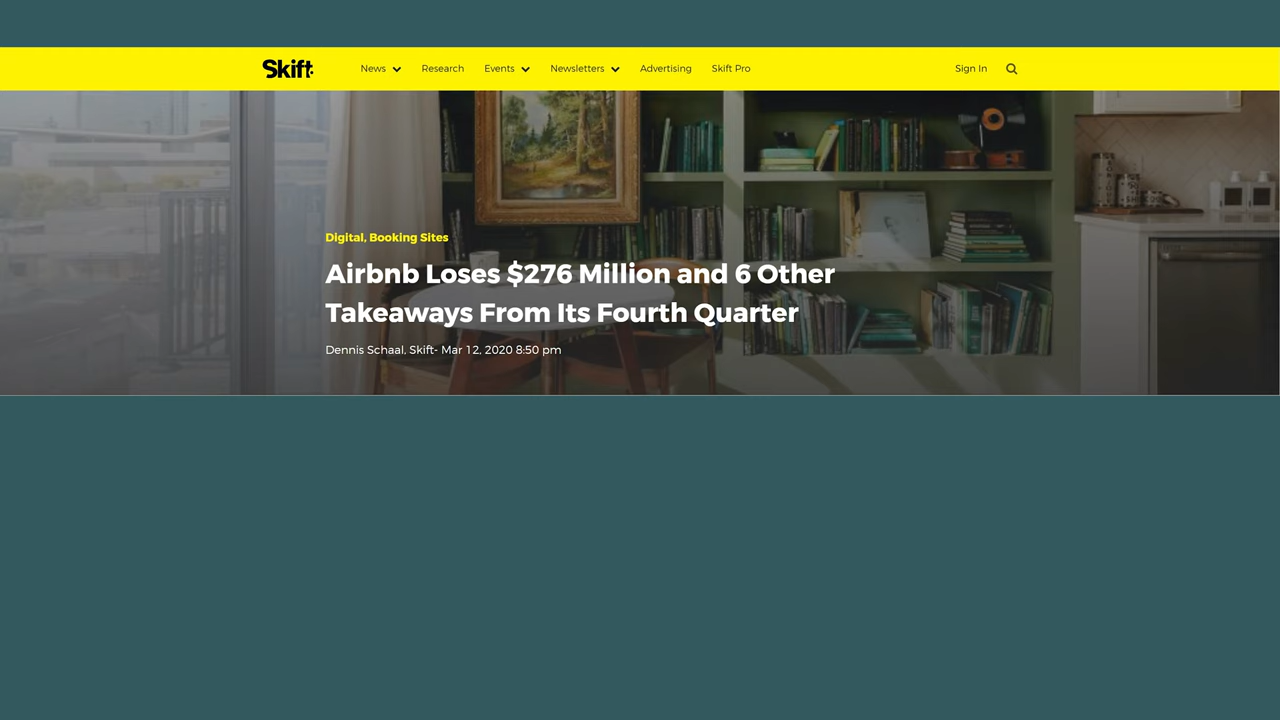 Skift
News Research Events Newsletters Advertising Skift Pro Sign In
Digital, Booking Sites
Airbnb Loses $276 Million and 6 Other
Takeaways From Its Fourth Quarter
Dennis Schaal, Skift- Mar 12, 2020 8:50 pm